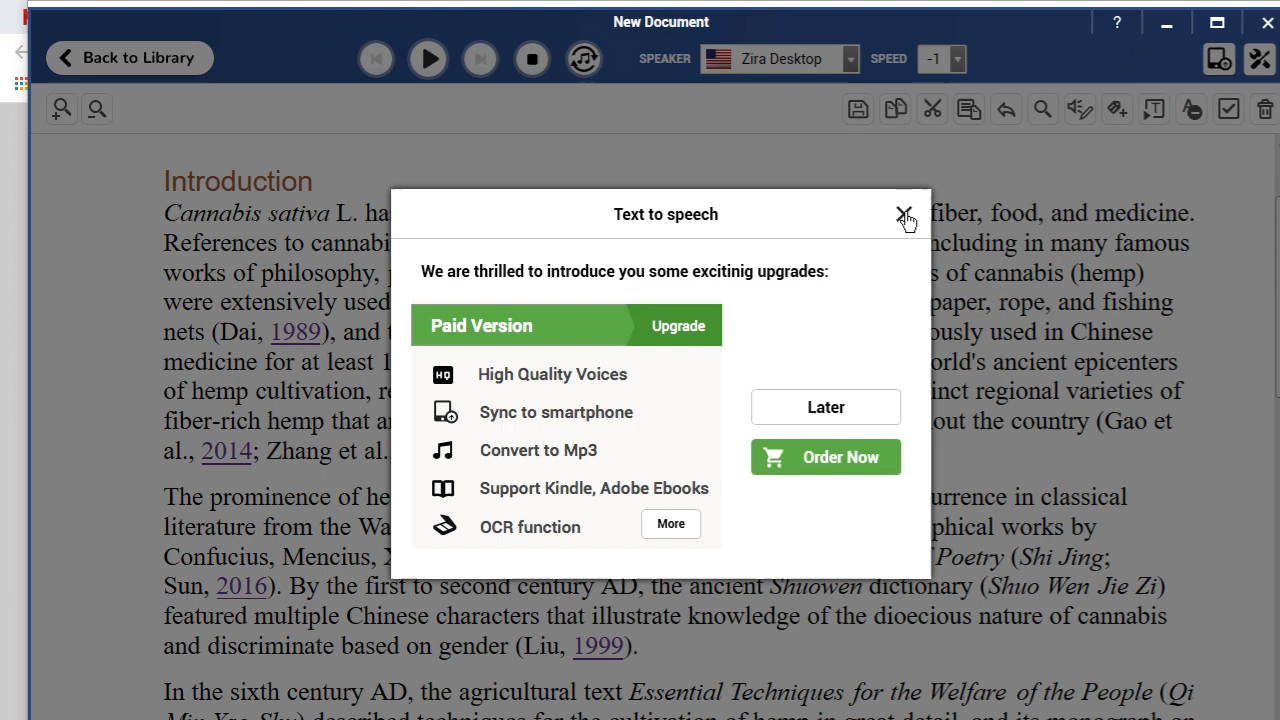 New Document
?
Back to Library
SPEAKER
Zira Desktop
SPEED
-1
Introduction
Cannabis sativa L. ha
fiber, food, and medicine.
References to cannabi
ncluding in many famous
works of philosophy,
s of cannabis (hemp)
were extensively used
paper, rope, and fishing
nets (Dai, 1989), and
ously used in Chinese
medicine for at least 1
orld's ancient epicenters
of hemp cultivation, r
inct regional varieties of
fiber-rich hemp that a
out the country (Gao et
al., 2014; Zhang et al.
Text to speech
We are thrilled to introduce you some excitinig upgrades:
Paid Version
Upgrade
HQ
High Quality Voices
Sync to smartphone
Convert to Mp3
Support Kindle, Adobe Ebooks
OCR function
More
Later
Order Now
The prominence of he
urrence in classical
literature from the Wa
phical works by
Confucius, Mencius,
Poetry (Shi Jing;
Sun, 2016). By the first to second century AD, the ancient Shuowen dictionary (Shuo Wen Jie Zi)
featured multiple Chinese characters that illustrate knowledge of the dioecious nature of cannabis
and discriminate based on gender (Liu, 1999).
In the sixth century AD, the agricultural text Essential Techniques for the Welfare of the People (Qi